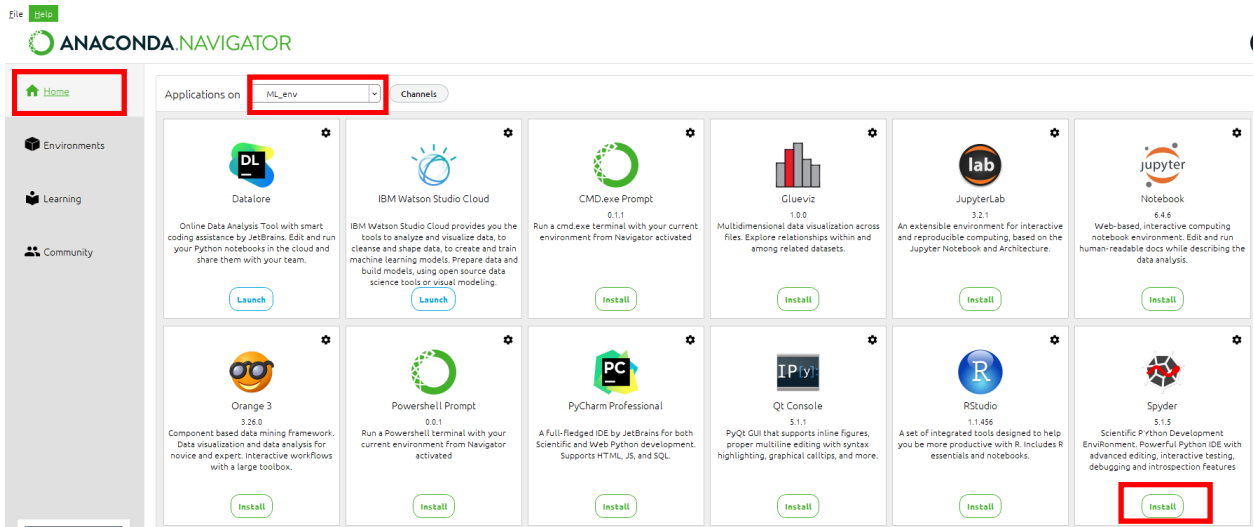 File Help
ANACONDA.NAVIGATOR
Home
Environments
Learning
Community
Applications on ML_env Channels
DL
Datalore
Online Data Analysis Tool with smart
coding assistance by JetBrains. Edit and run
your Python notebooks in the cloud and
share them with your team.
Launch
IBM Watson Studio Cloud
IBM Watson Studio Cloud provides you the
tools to analyze and visualize data, to
cleanse and shape data, to create and train
machine learning models. Prepare data and
build models, using open source data
science tools or visual modeling.
Launch
CMD.exe Prompt
0.1.1
Run a cmd.exe terminal with your current
environment from Navigator activated
Install
Glueviz
1.0.0
Multidimensional data visualization across
files. Explore relationships within and
among related datasets.
Install
lab
JupyterLab
3.2.1
An extensible environment for interactive
and reproducible computing, based on the
Jupyter Notebook and Architecture.
Install
jupyter
Notebook
6.4.6
Web-based, interactive computing
notebook environment. Edit and run
human-readable docs while describing the
data analysis.
Install
Orange 3
3.26.0
Component based data mining framework.
Data visualization and data analysis for
novice and expert. Interactive workflows
with a large toolbox.
Install
Powershell Prompt
0.0.1
Run a Powershell terminal with your
current environment from Navigator
activated
Install
PC
PyCharm Professional
A full-fledged IDE by JetBrains for both
Scientific and Web Python development.
Supports HTML, JS, and SQL.
Install
IP[y]:
Qt Console
5.1.1
PyQt GUI that supports inline figures,
proper multiline editing with syntax
highlighting, graphical calltips, and more.
Install
R
RStudio
1.1.456
A set of integrated tools designed to help
you be more productive with R. Includes R
essentials and notebooks.
Install
Spyder
5.1.5
Scientific PYthon Development
EnviRonment. Powerful Python IDE with
advanced editing, interactive testing,
debugging and introspection features
Install